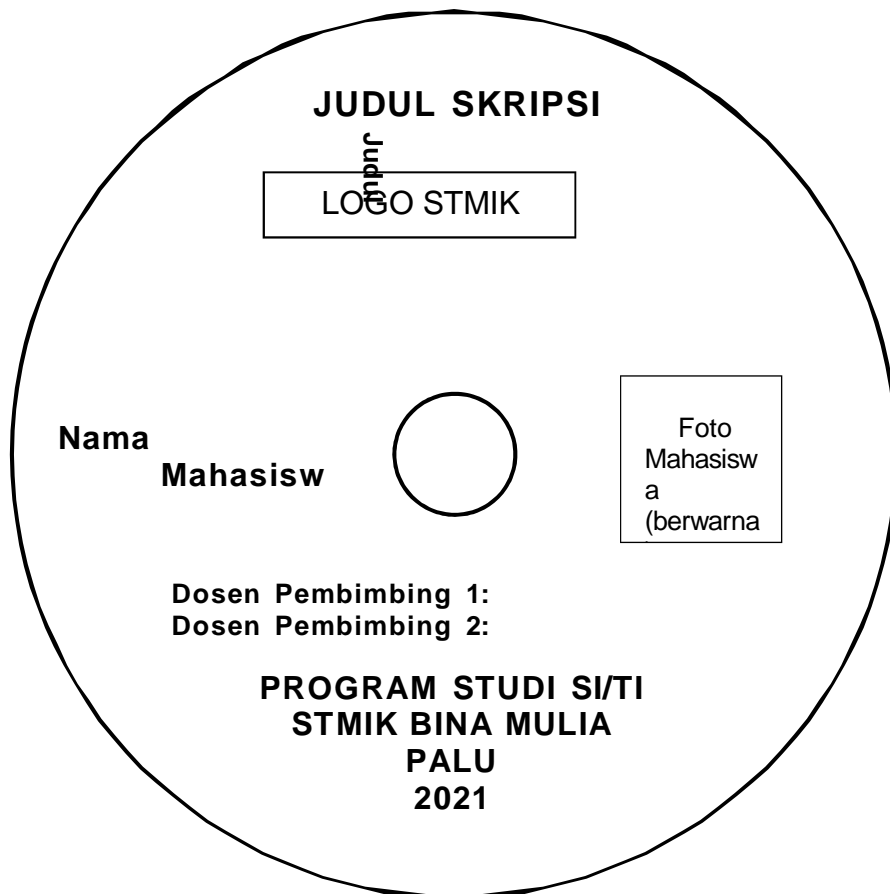 JUDUL SKRIPSI
Judul
LOGO STMIK
Nama
Mahasisw
Foto
Mahasisw
a
(berwarna
Dosen Pembimbing 1:
Dosen Pembimbing 2:
PROGRAM STUDI SI/TI
STMIK BINA MULIA
PALU
2021